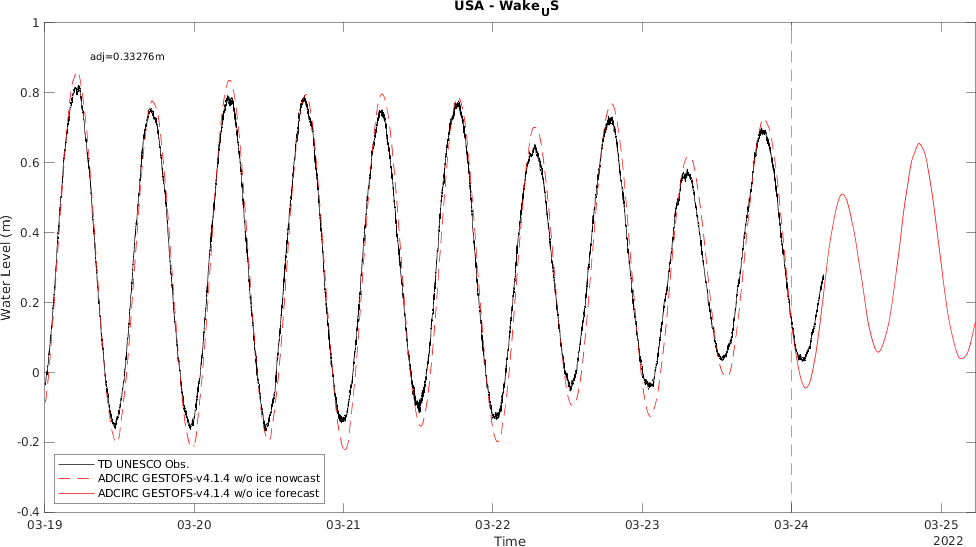 USA - Wake_US
1
adj=0.33276m
0.8
0.6
0.4
0.2
0
-0.2
-0.4
Water Level (m)
TD UNESCO Obs.
ADCIRC GESTOFS-v4.1.4 w/o ice nowcast
ADCIRC GESTOFS-v4.1.4 w/o ice forecast
03-19 03-20 03-21 03-22 03-23 03-24 03-25
Time
2022